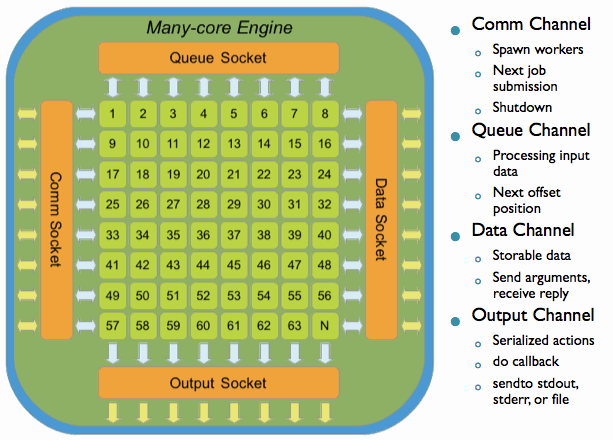 Many-core Engine
Queue Socket
Comm Socket
1 2 3 4 5 6 7 8
9 10 11 12 13 14 15 16
17 18 19 20 21 22 23 24
25 26 27 28 29 30 31 32
33 34 35 36 37 38 39 40
41 42 43 44 45 46 47 48
49 50 51 52 53 54 55 56
57 58 59 60 61 62 63 N
Data Socket
Output Socket
Comm Channel
Spawn workers
Next job
submission
Shutdown
Queue Channel
Processing input
data
Next offset
position
Data Channel
Storable data
Send arguments,
receive reply
Output Channel
Serialized actions
do callback
sendto stdout,
stderr, or file